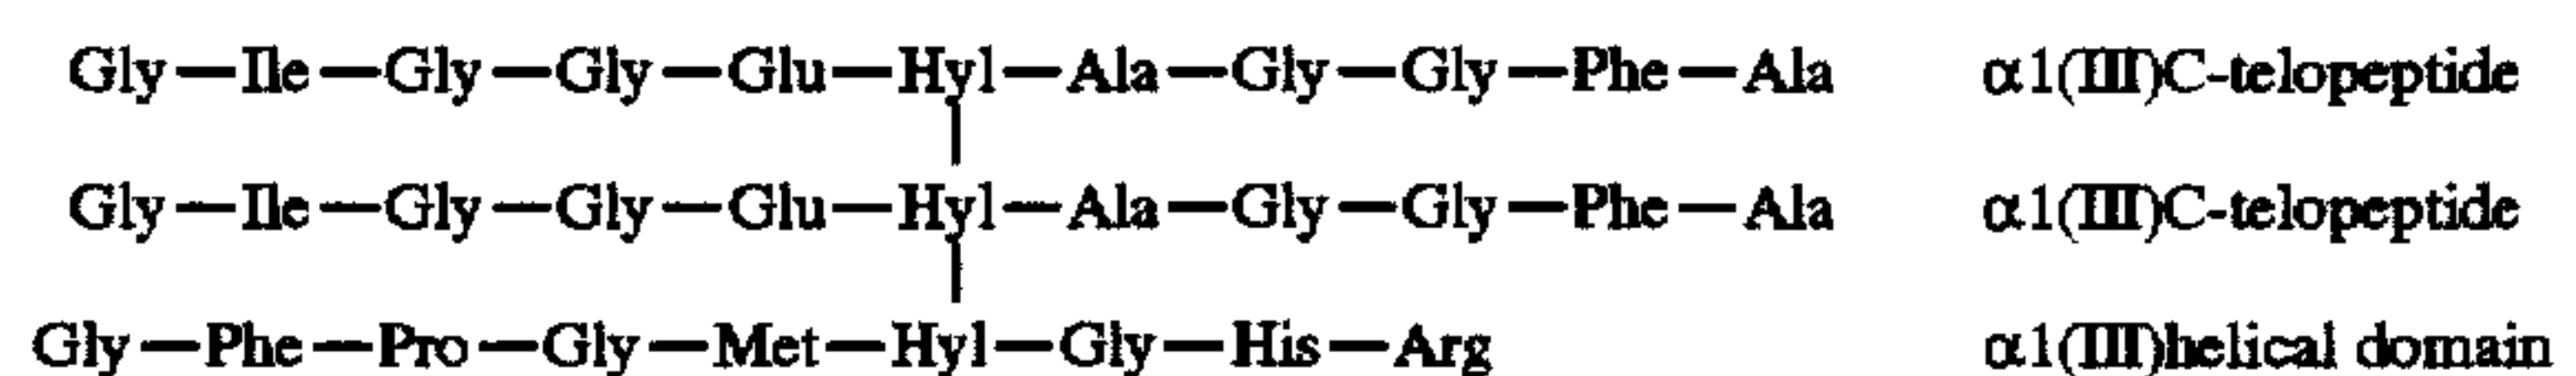 Gly—Ile—Gly—Gly—Glu—Hyl—Ala—Gly—Gly—Phe—Ala α1(III)C-telopeptide
Gly—Ile—Gly—Gly—Glu—Hyl—Ala—Gly—Gly—Phe—Ala α1(III)C-telopeptide
Gly—Phe—Pro—Gly—Met—Hyl—Gly—His—Arg α1(III)helical domain